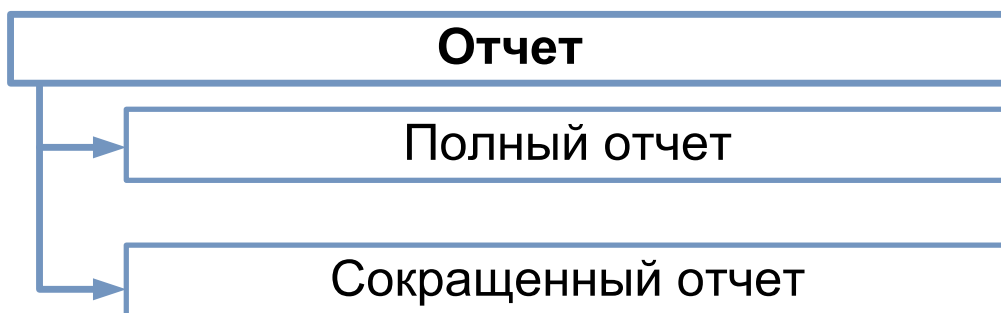 Отчет
Полный отчет
Сокращенный отчет